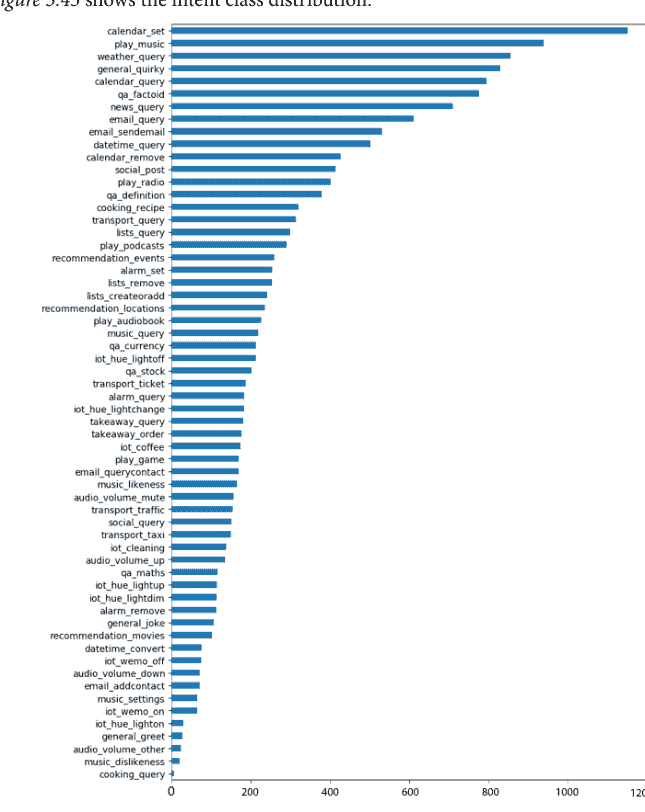 Figure 5.45 shows the intent class distribution.
calendar_set
play_music
weather_query
general_quirky
calendar_query
qa_factoid
news_query
email_query
email_sendemail
datetime_query
calendar_remove
social_post
play_radio
qa_definition
cooking_recipe
transport_query
lists_query
play_podcasts
recommendation_events
alarm_set
lists_remove
lists_createoradd
recommendation_locations
play_audiobook
music_query
qa_currency
iot_hue_lightoff
qa_stock
transport_ticket
alarm_query
iot_hue_lightchange
takeaway_query
takeaway_order
iot_coffee
play_game
email_querycontact
music_likeness
audio_volume_mute
transport_traffic
social_query
transport_taxi
iot_cleaning
audio_volume_up
qa_maths
iot_hue_lightup
iot_hue_lightdim
alarm_remove
general_joke
recommendation_movies
datetime_convert
iot_wemo_off
audio_volume_down
email_addcontact
music_settings
iot_wemo_on
iot_hue_lighton
general_greet
audio_volume_other
music_dislikeness
cooking_query
0 200 400 600 800 1000